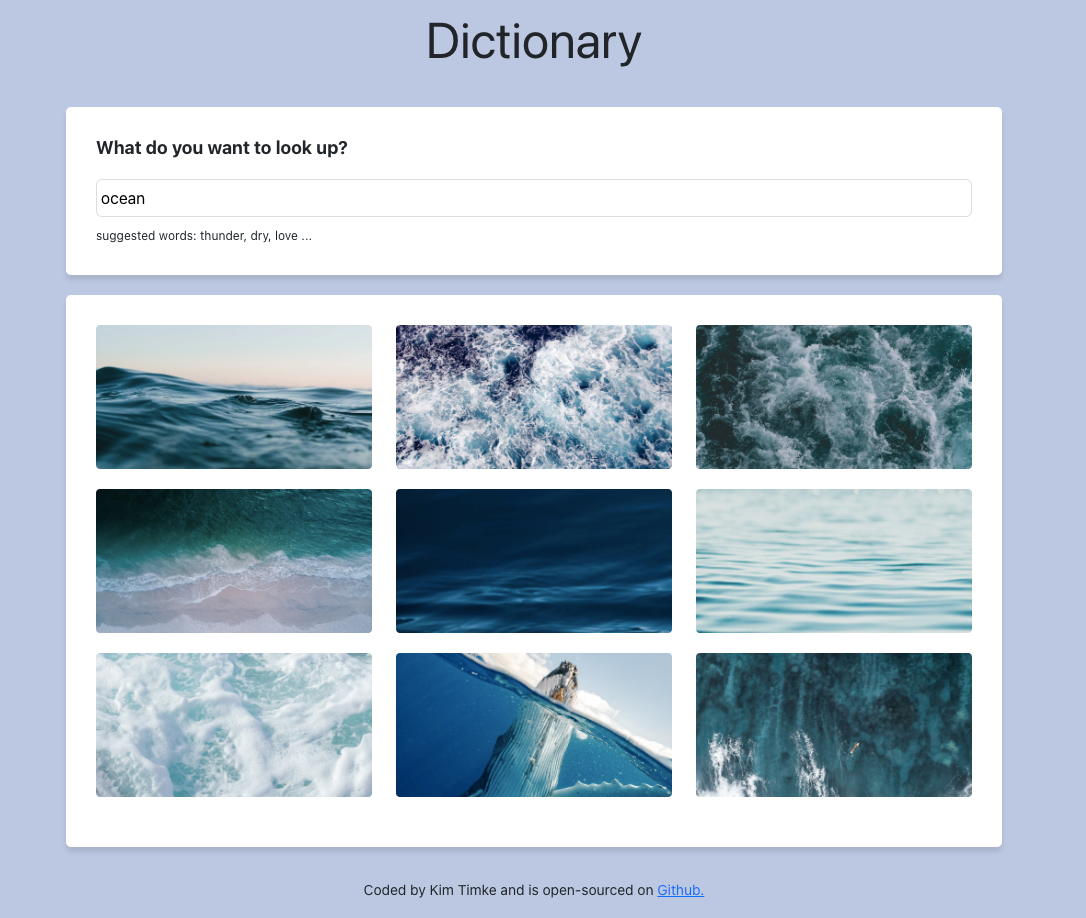 Dictionary
What do you want to look up?
ocean
suggested words: thunder, dry, love ...
Coded by Kim Timke and is open-sourced on Github.